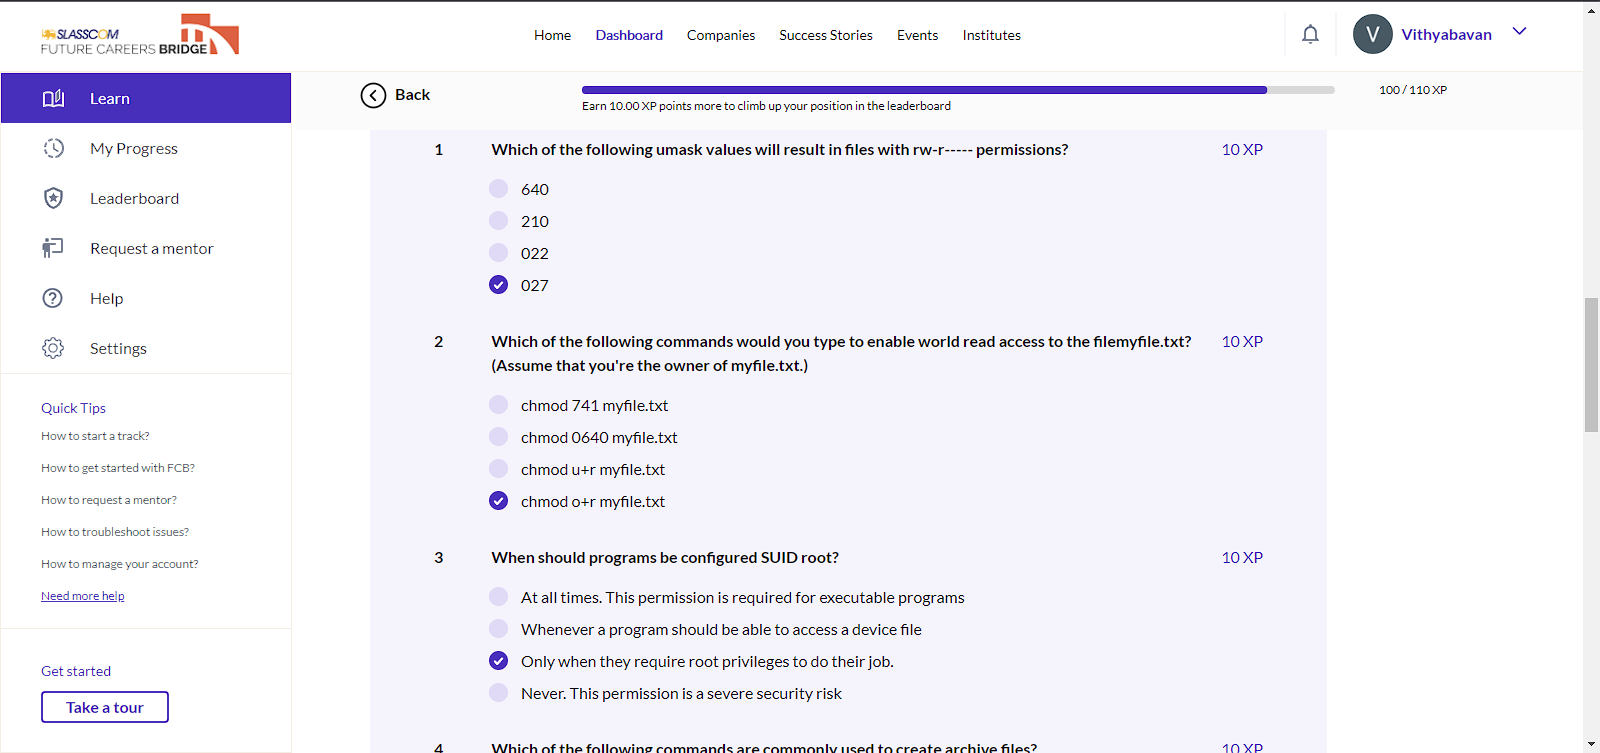 SLASSCOM
FUTURE CAREERS BRIDGE
Home
Dashboard
Companies
Success Stories
Events
Institutes
V
Vithyabavan
Learn
My Progress
Leaderboard
Request a mentor
Help
Settings
Quick Tips
How to start a track?
How to get started with FCB?
How to request a mentor?
How to troubleshoot issues?
How to manage your account?
Need more help
Get started
Take a tour
Back
Earn 10.00 XP points more to climb up your position in the leaderboard
100 / 110 XP
1
Which of the following umask values will result in files with rw-r----- permissions?
10 XP
640
210
022
027
2
Which of the following commands would you type to enable world read access to the filemyfile.txt?
(Assume that you're the owner of myfile.txt.)
10 XP
chmod 741 myfile.txt
chmod 0640 myfile.txt
chmod u+r myfile.txt
chmod o+r myfile.txt
3
When should programs be configured SUID root?
10 XP
At all times. This permission is required for executable programs
Whenever a program should be able to access a device file
Only when they require root privileges to do their job.
Never. This permission is a severe security risk
4
Which of the following commands are commonly used to create archive files?
10 XP